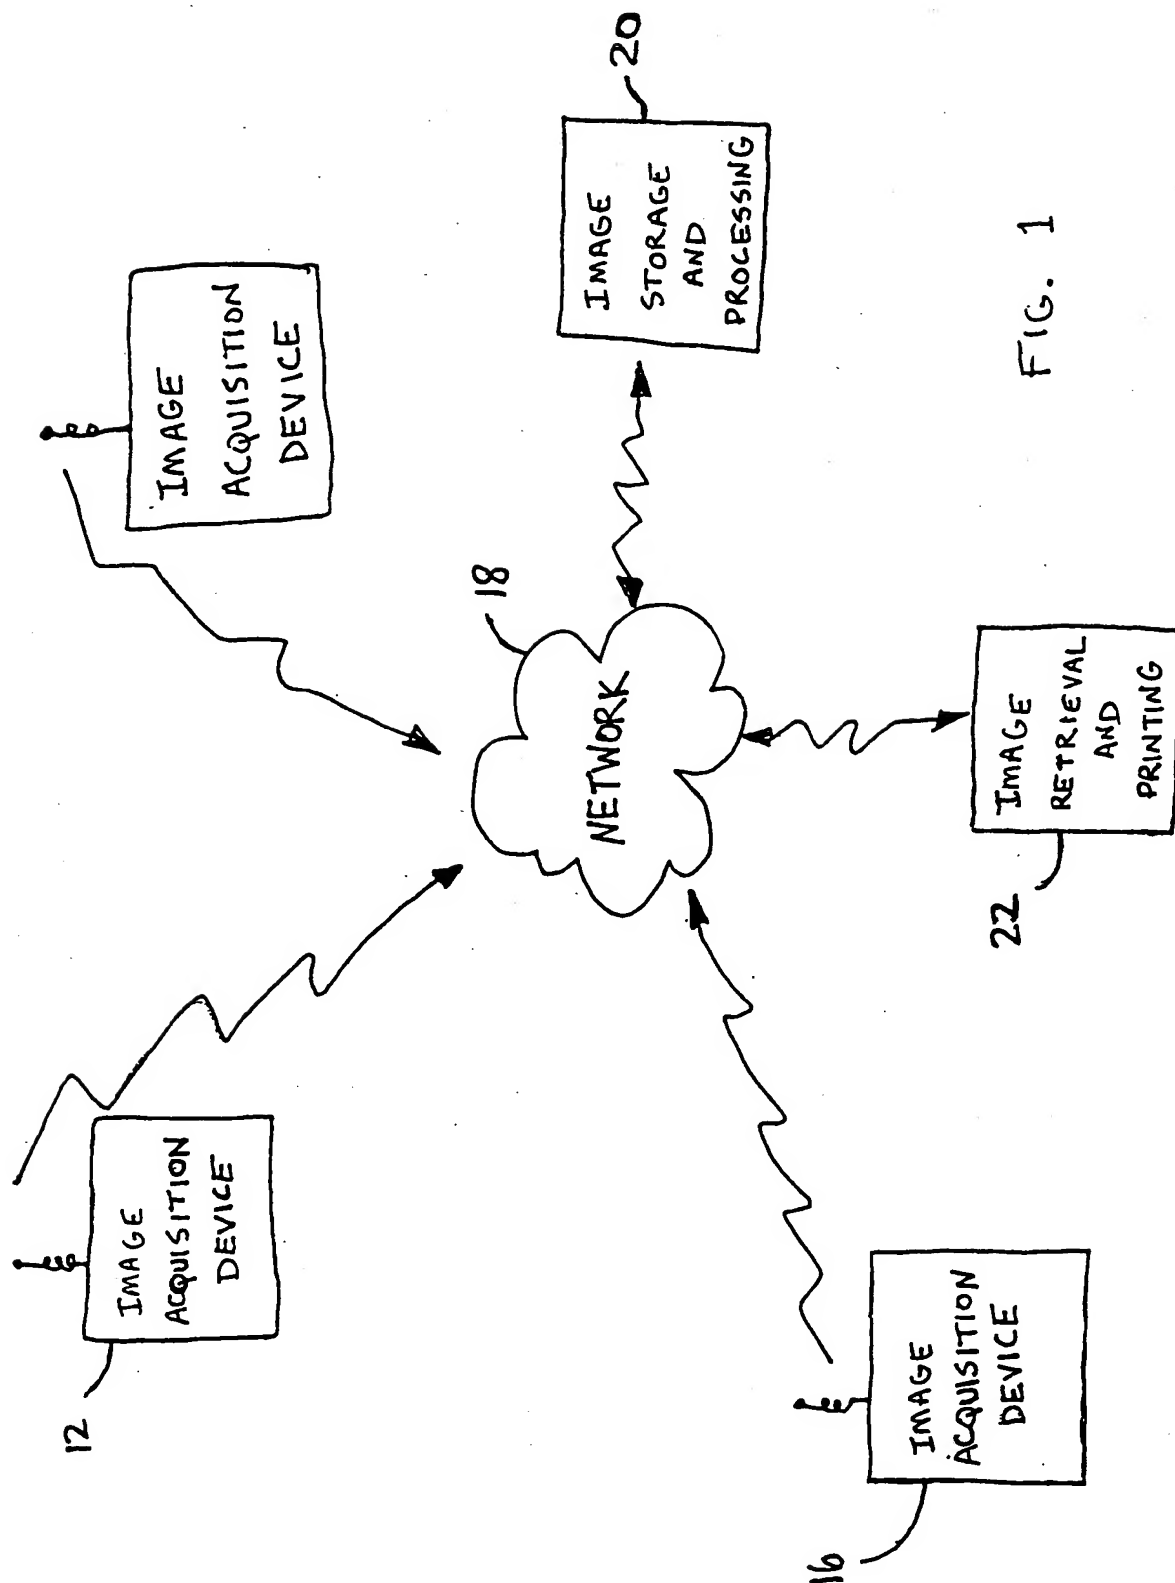 12
IMAGE
ACQUISITION
DEVICE
IMAGE
ACQUISITION
DEVICE
16
IMAGE
ACQUISITION
DEVICE
18
NETWORK
20
IMAGE
STORAGE
AND
PROCESSING
22
IMAGE
RETRIEVAL
AND
PRINTING
FIG. 1